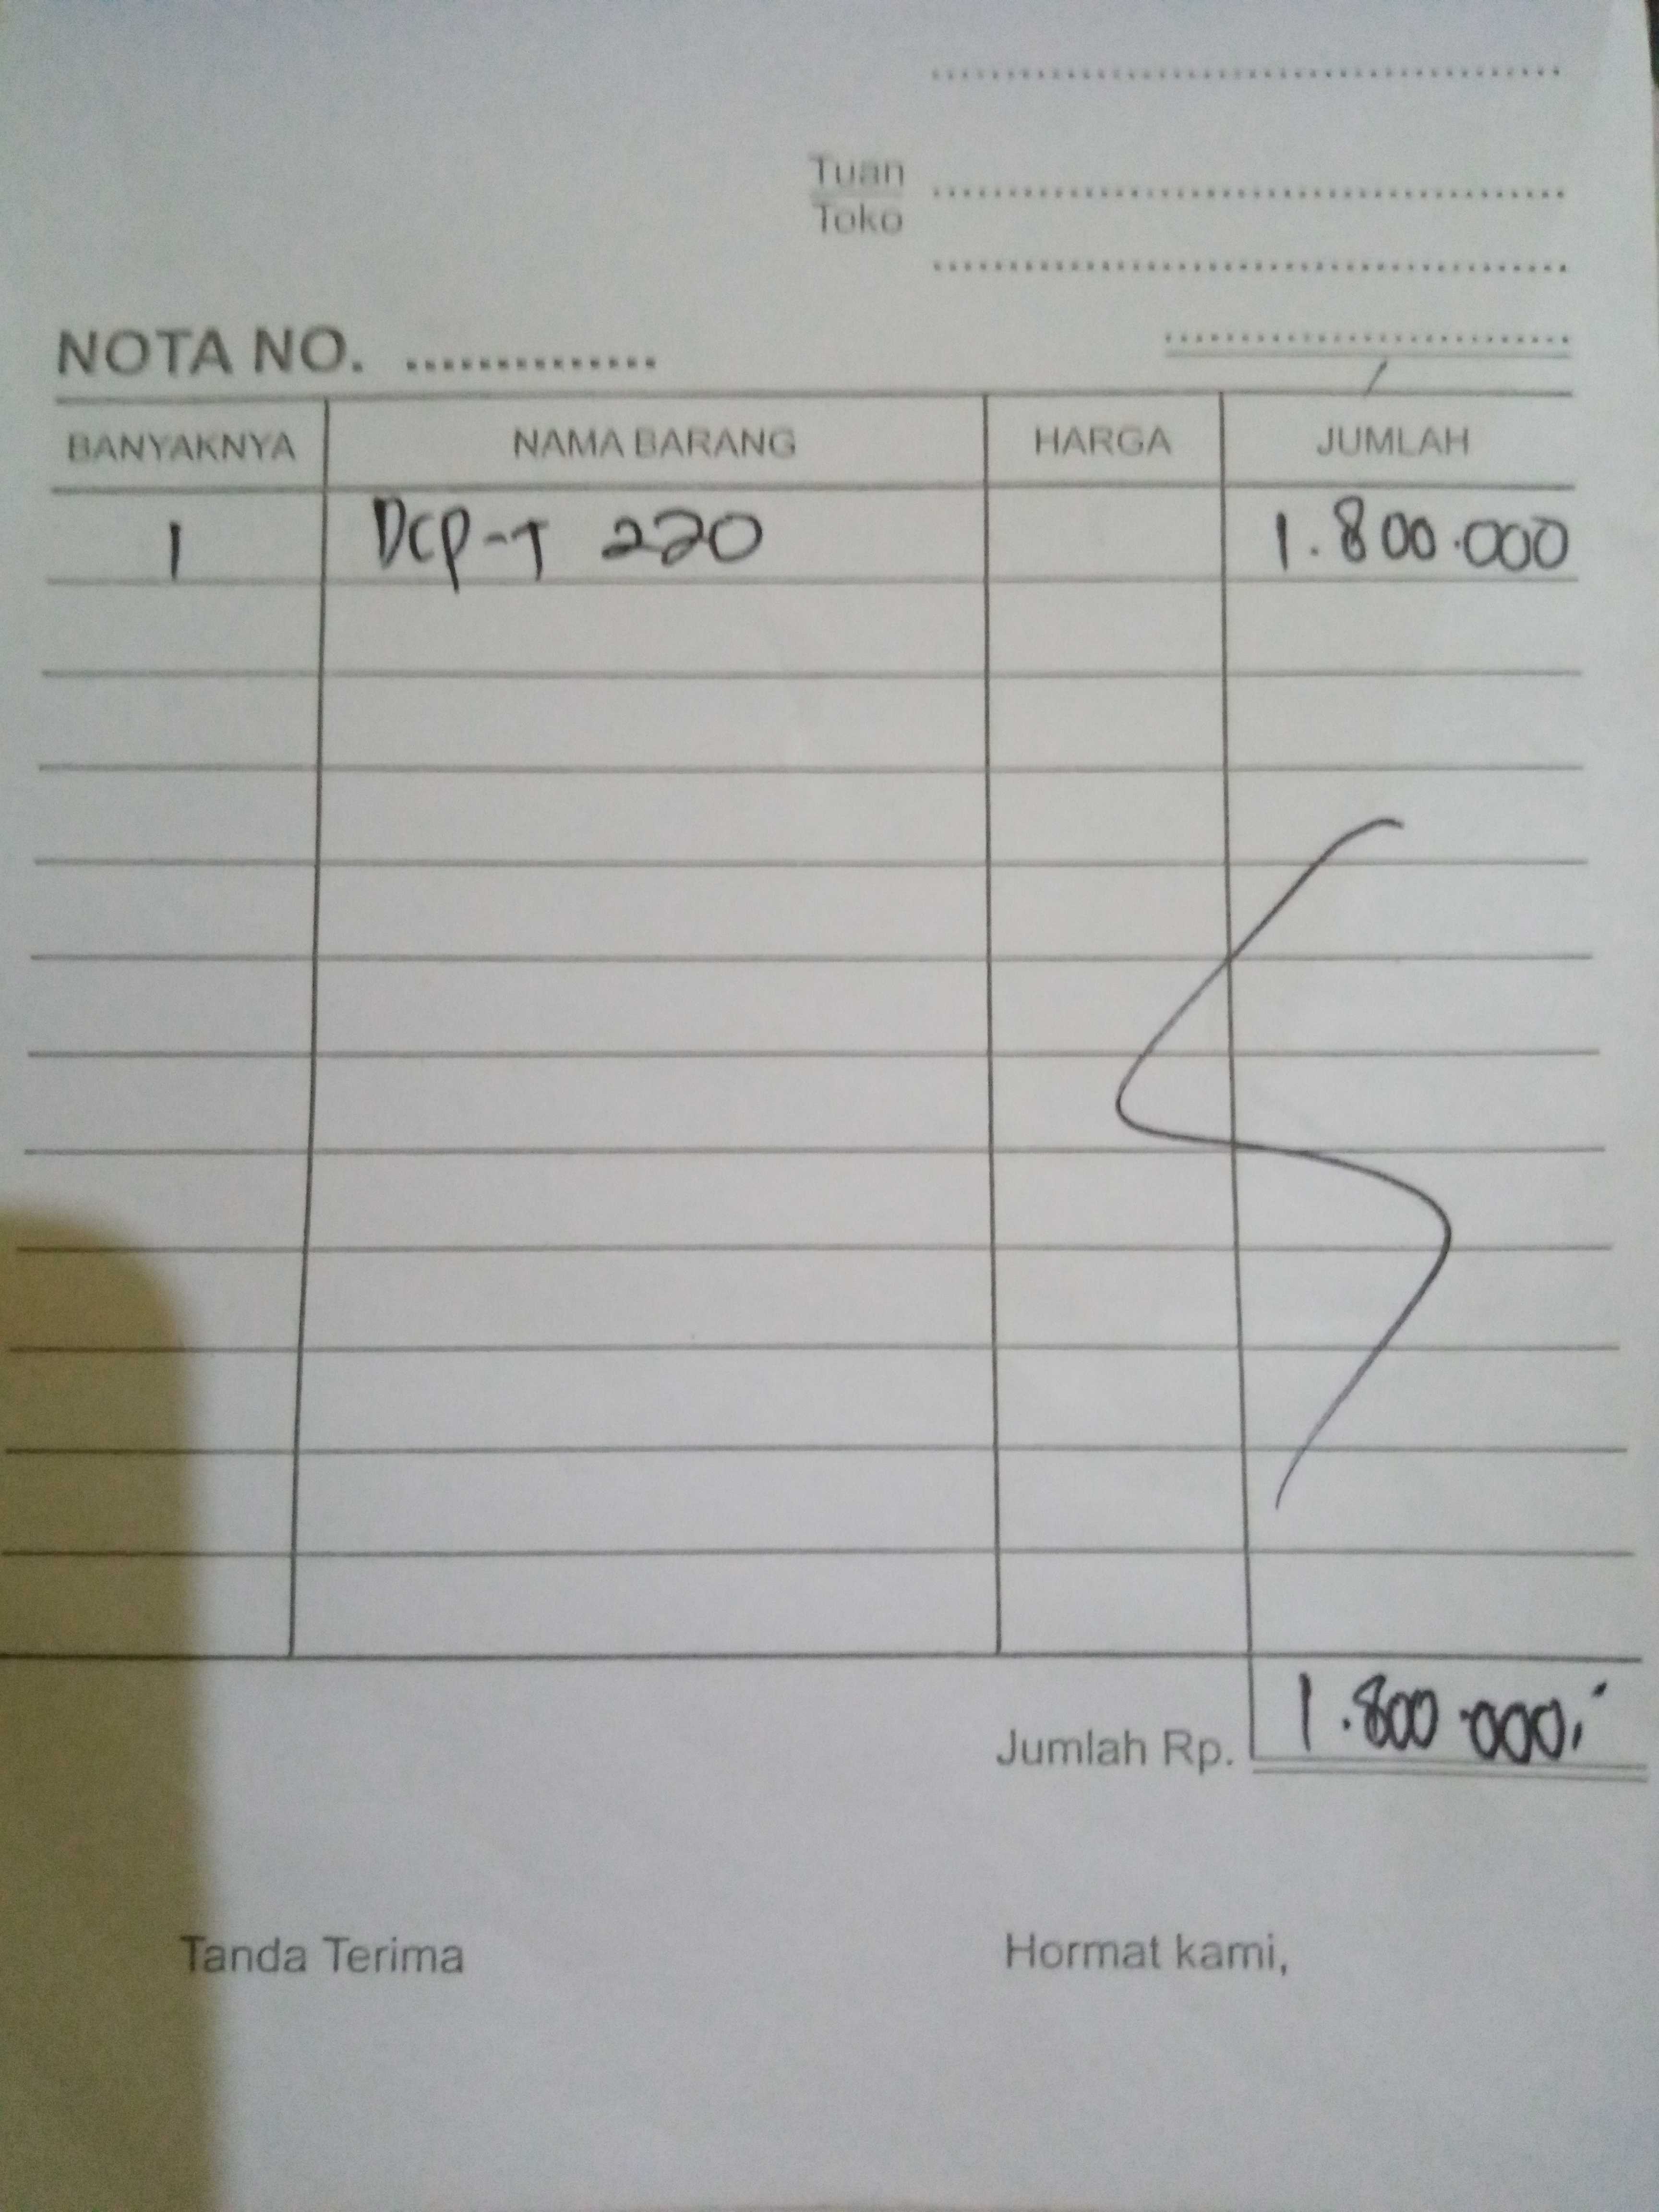 Tuan
Toko
NOTA NO. ..............
BANYAKNYA NAMA BARANG HARGA JUMLAH
1 DCP-T 220 1.800.000
Jumlah Rp. 1.800.000,-
Tanda Terima Hormat kami,